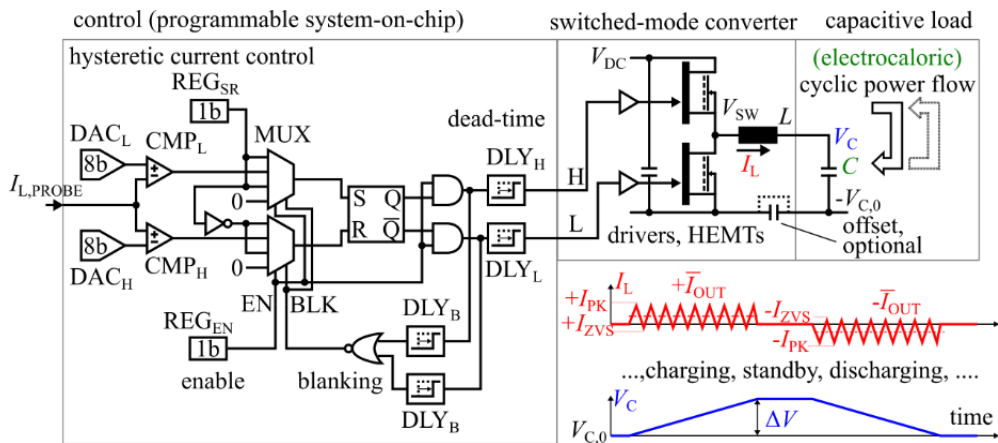 control (programmable system-on-chip)
switched-mode converter
capacitive load
hysteretic current control
REG_SR
1b
DAC_L
8b
CMP_L
MUX
dead-time
DLY_H
H
I_L,PROBE
0
S Q
R Q̅
0
8b
DAC_H
CMP_H
L
DLY_L
EN
BLK
REG_EN
1b
enable
blanking
DLY_B
DLY_B
V_DC
V_SW
L
I_L
drivers, HEMTs
(electrocaloric)
cyclic power flow
V_C
C
-V_C,0
offset,
optional
I_L
+I_PK
+I_ZVS
+I̅_OUT
-I_ZVS
-I_PK
-I̅_OUT
...,charging, standby, discharging, ....
V_C
ΔV
time
V_C,0